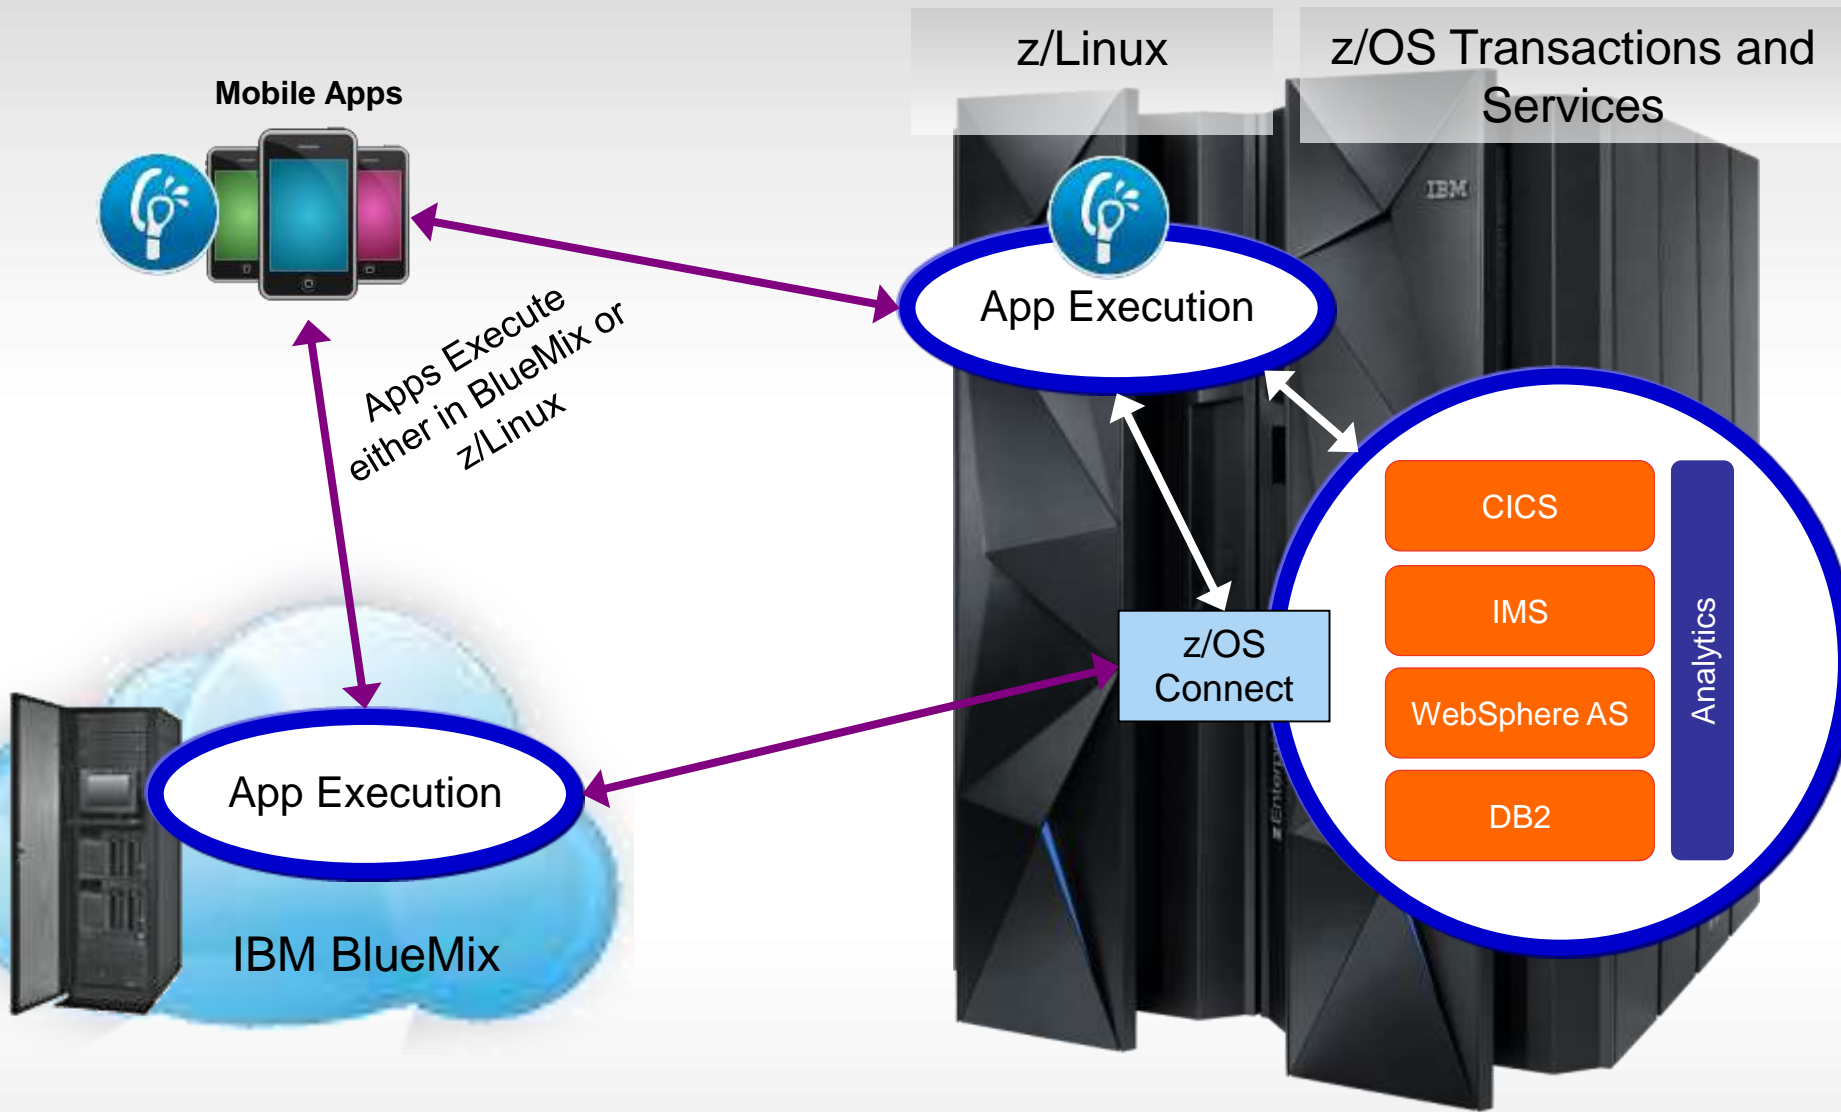 z/Linux
z/OS Transactions and
Services
Mobile Apps
IBM
App Execution
Apps Execute
either in BlueMix or
z/Linux
CICS
IMS
WebSphere AS
DB2
Analytics
z/OS
Connect
App Execution
IBM BlueMix